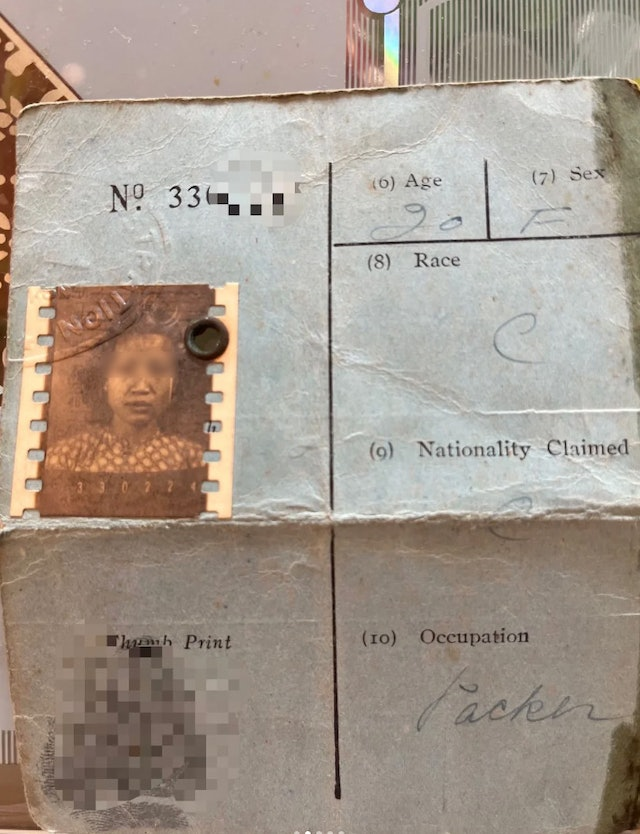 Nº 33
(6) Age
(7) Sex
20
F
(8) Race
C
(9) Nationality Claimed
C
Thumb Print
(10) Occupation
Packer